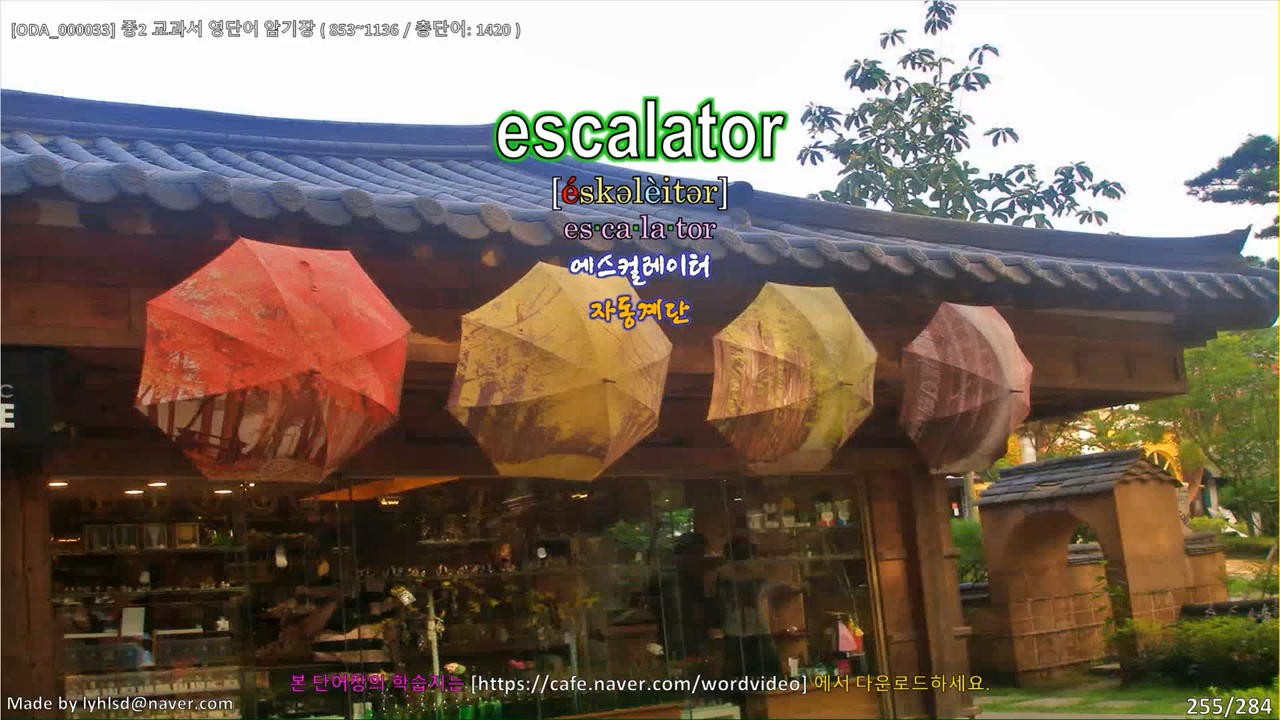 [ODA_000033] 중2 교과서 영단어 암기장 ( 853~1136 / 총단어: 1420 )
escalator
[éskəlèitər]
es·ca·la·tor
에스컬레이터
자동계단
C
E
본 단어장의 학습지는 [https://cafe.naver.com/wordvideo] 에서 다운로드하세요.
Made by lyhlsd@naver.com
255/284